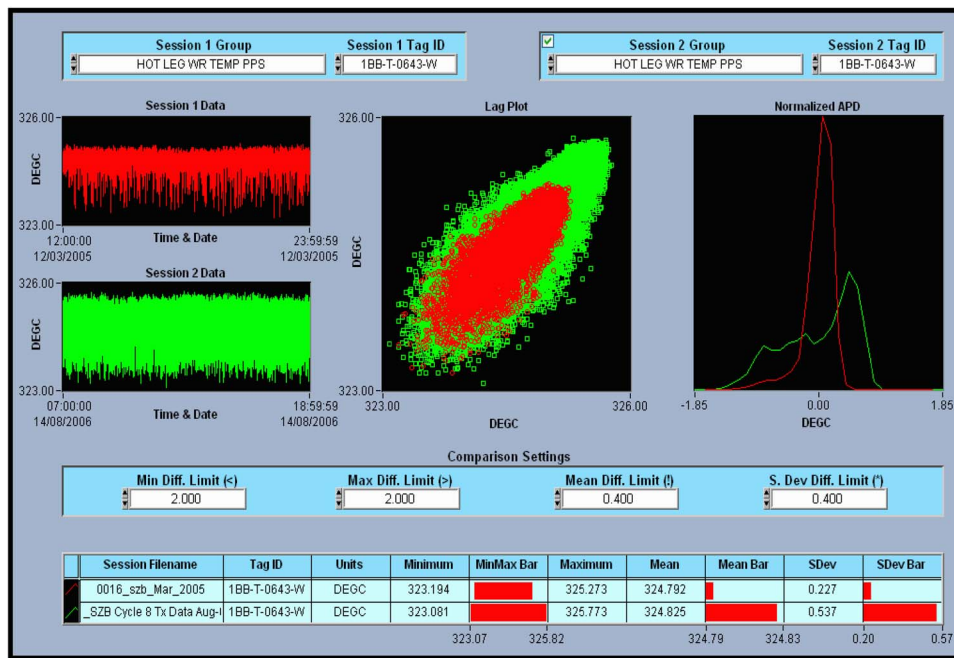 Session 1 Group Session 1 Tag ID
HOT LEG WR TEMP PPS 1BB-T-0643-W
Session 2 Group Session 2 Tag ID
HOT LEG WR TEMP PPS 1BB-T-0643-W
Session 1 Data
326.00
DEGC
323.00
12:00:00 Time & Date 23:59:59
12/03/2005 12/03/2005
Session 2 Data
326.00
DEGC
323.00
07:00:00 Time & Date 18:59:59
14/08/2006 14/08/2006
Lag Plot
326.00
DEGC
323.00
323.00 326.00
DEGC
Normalized APD
-1.85 0.00 1.85
DEGC
Comparison Settings
Min Diff. Limit (<) Max Diff. Limit (>) Mean Diff. Limit (!) S. Dev Diff. Limit (*)
2.000 2.000 0.400 0.400
Session Filename Tag ID Units Minimum MinMax Bar Maximum Mean Mean Bar SDev SDev Bar
0016_szb_Mar_2005 1BB-T-0643-W DEGC 323.194 325.273 324.792 0.227
_SZB Cycle 8 Tx Data Aug- 1BB-T-0643-W DEGC 323.081 325.773 324.825 0.537
323.07 325.82 324.79 324.83 0.20 0.57